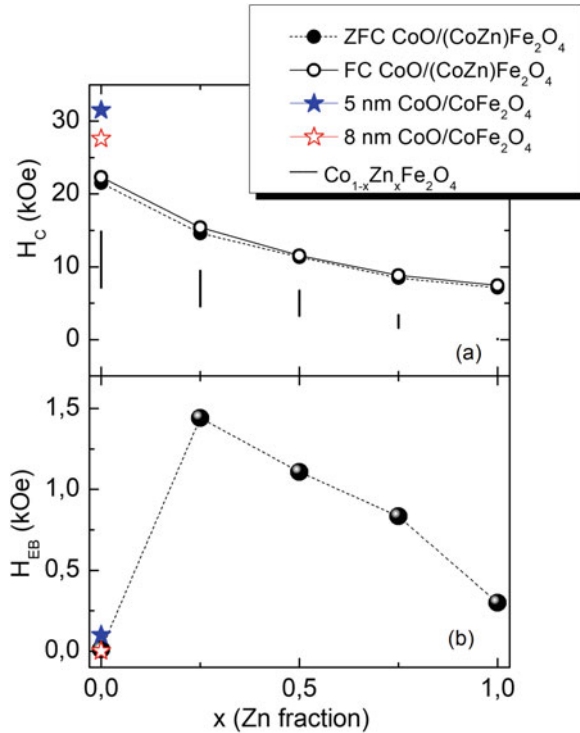 ZFC CoO/(CoZn)Fe₂O₄
FC CoO/(CoZn)Fe₂O₄
5 nm CoO/CoFe₂O₄
8 nm CoO/CoFe₂O₄
Co₁₋ₓZnₓFe₂O₄
H_C (kOe)
30
20
10
0
(a)
H_EB (kOe)
1,5
1,0
0,5
0,0
(b)
0,0 0,5 1,0
x (Zn fraction)